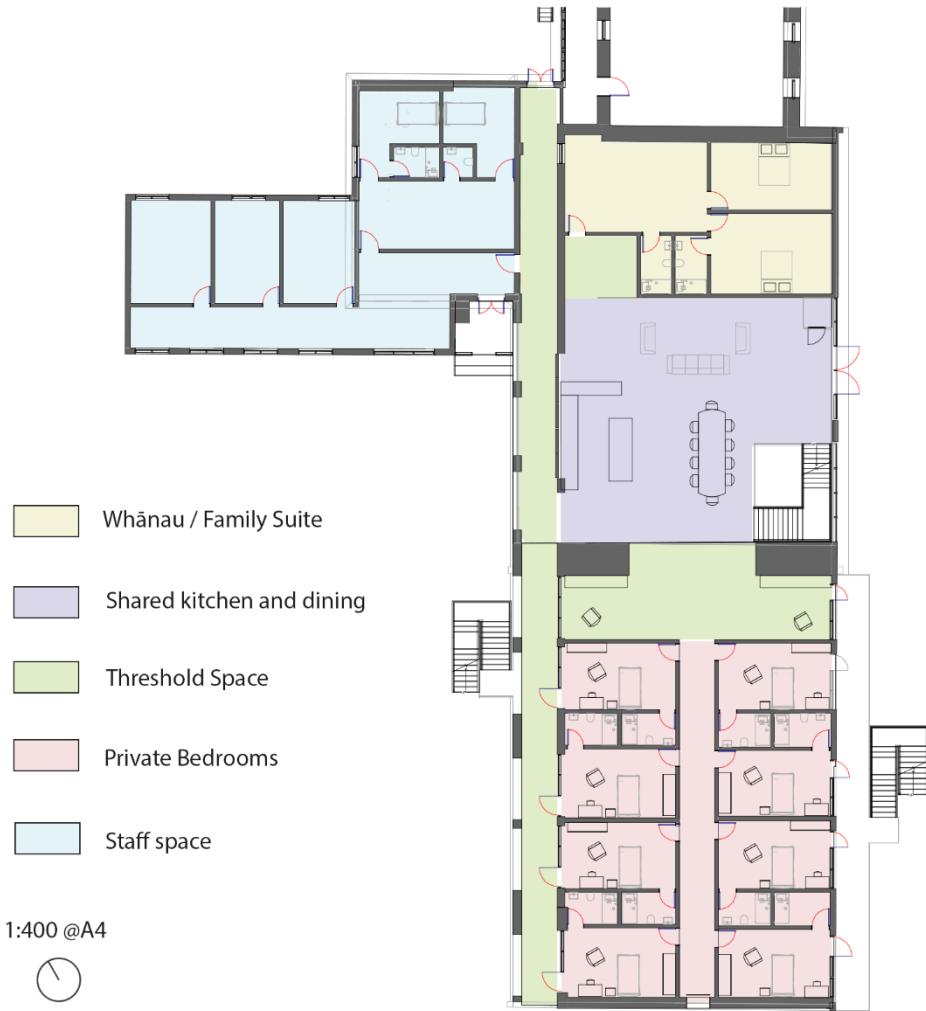 Whānau / Family Suite
Shared kitchen and dining
Threshold Space
Private Bedrooms
Staff space
1:400 @A4